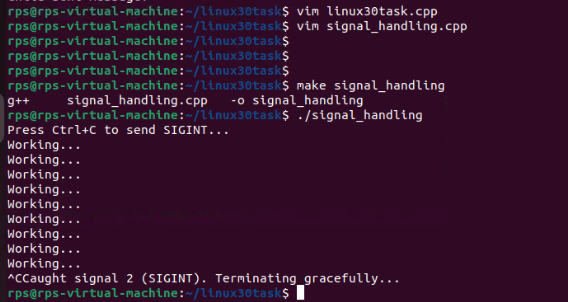 rps@rps-virtual-machine:~/linux30task$ vim linux30task.cpp
rps@rps-virtual-machine:~/linux30task$ vim signal_handling.cpp
rps@rps-virtual-machine:~/linux30task$
rps@rps-virtual-machine:~/linux30task$
rps@rps-virtual-machine:~/linux30task$
rps@rps-virtual-machine:~/linux30task$ make signal_handling
g++     signal_handling.cpp   -o signal_handling
rps@rps-virtual-machine:~/linux30task$ ./signal_handling
Press Ctrl+C to send SIGINT...
Working...
Working...
Working...
Working...
Working...
Working...
Working...
Working...
Working...
^CCaught signal 2 (SIGINT). Terminating gracefully...
rps@rps-virtual-machine:~/linux30task$